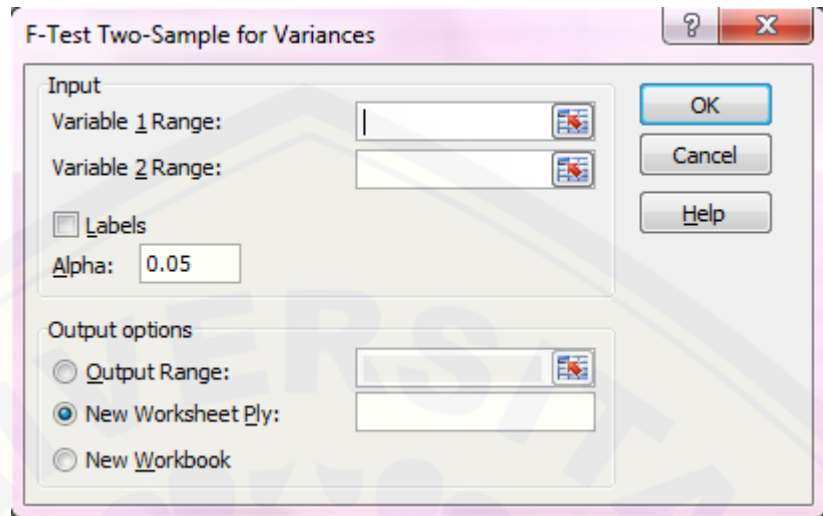 F-Test Two-Sample for Variances
Input
Variable 1 Range:
Variable 2 Range:
Labels
Alpha: 0.05
Output options
Output Range:
New Worksheet Ply:
New Workbook
OK
Cancel
Help
VERSITA